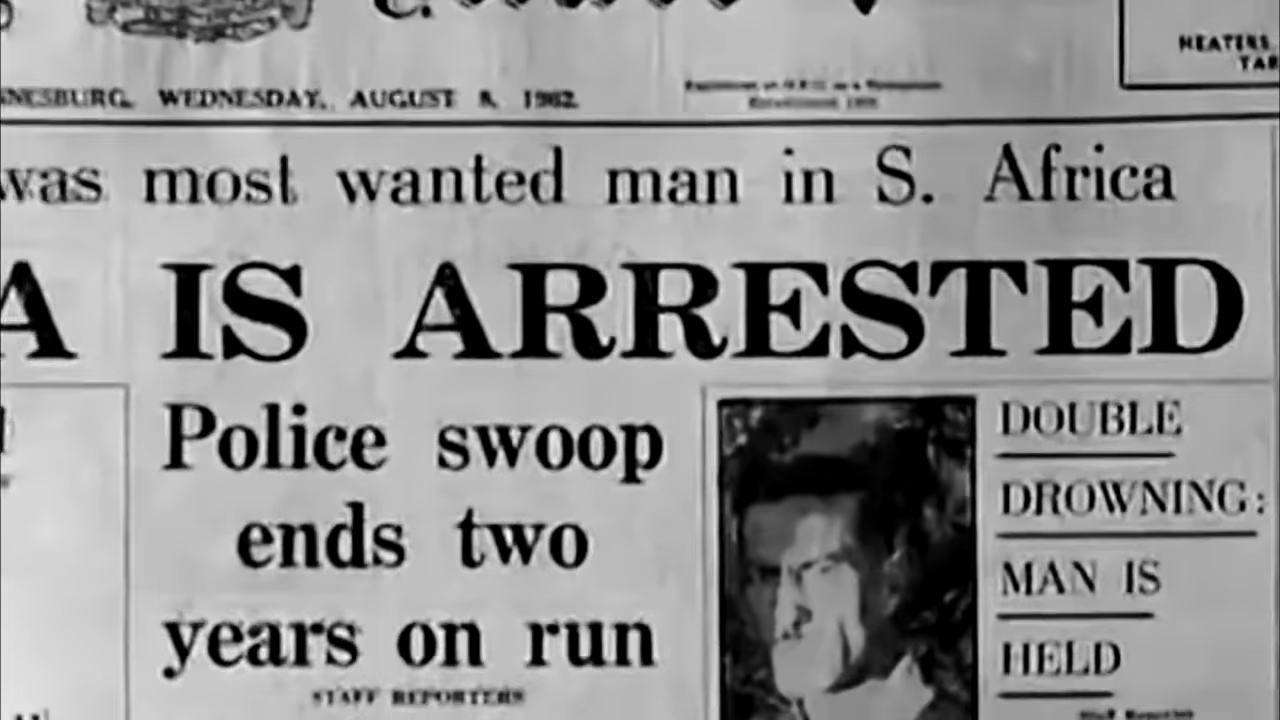 HEATERS.
TAB
NESBURG, WEDNESDAY, AUGUST 8, 1962
was most wanted man in S. Africa
A IS ARRESTED
Police swoop
ends two
years on run
STAFF REPORTERS
DOUBLE
DROWNING:
MAN IS
HELD